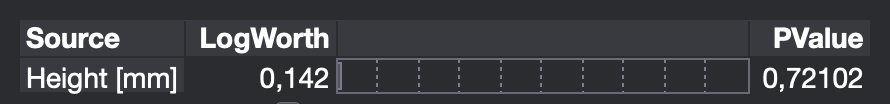 Source LogWorth PValue
Height [mm] 0,142 0,72102